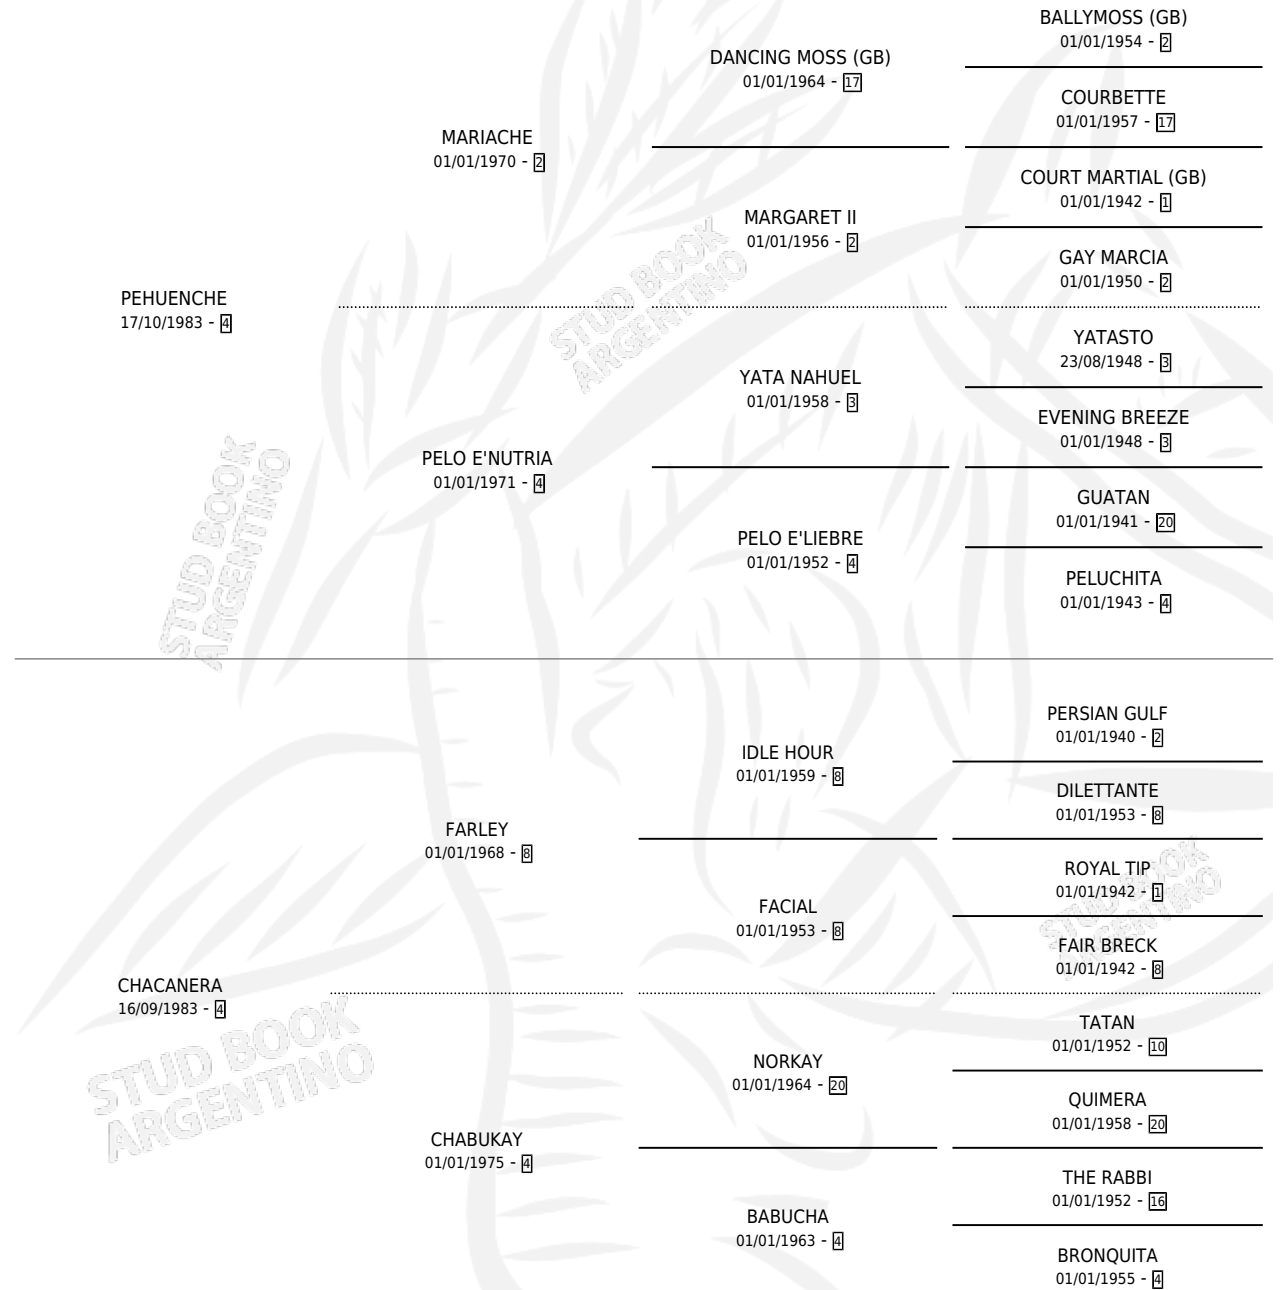 BALLYMOSS (GB)
01/01/1954 - 2
DANCING MOSS (GB)
01/01/1964 - 17
COURBETTE
01/01/1957 - 17
MARIACHE
01/01/1970 - 2
COURT MARTIAL (GB)
01/01/1942 - 1
MARGARET II
01/01/1956 - 2
GAY MARCIA
01/01/1950 - 2
PEHUENCHE
17/10/1983 - 4
YATASTO
23/08/1948 - 3
YATA NAHUEL
01/01/1958 - 3
EVENING BREEZE
01/01/1948 - 3
PELO E'NUTRIA
01/01/1971 - 4
GUATAN
01/01/1941 - 20
PELO E'LIEBRE
01/01/1952 - 4
PELUCHITA
01/01/1943 - 4
STUD BOOK
ARGENTINO
STUD BOOK
ARGENTINO
PERSIAN GULF
01/01/1940 - 2
IDLE HOUR
01/01/1959 - 8
DILETTANTE
01/01/1953 - 8
FARLEY
01/01/1968 - 8
ROYAL TIP
01/01/1942 - 1
FACIAL
01/01/1953 - 8
FAIR BRECK
01/01/1942 - 8
CHACANERA
16/09/1983 - 4
TATAN
01/01/1952 - 10
NORKAY
01/01/1964 - 20
QUIMERA
01/01/1958 - 20
CHABUKAY
01/01/1975 - 4
THE RABBI
01/01/1952 - 16
BABUCHA
01/01/1963 - 4
BRONQUITA
01/01/1955 - 4
STUD BOOK
ARGENTINO
STUD BOOK
ARGENTINO